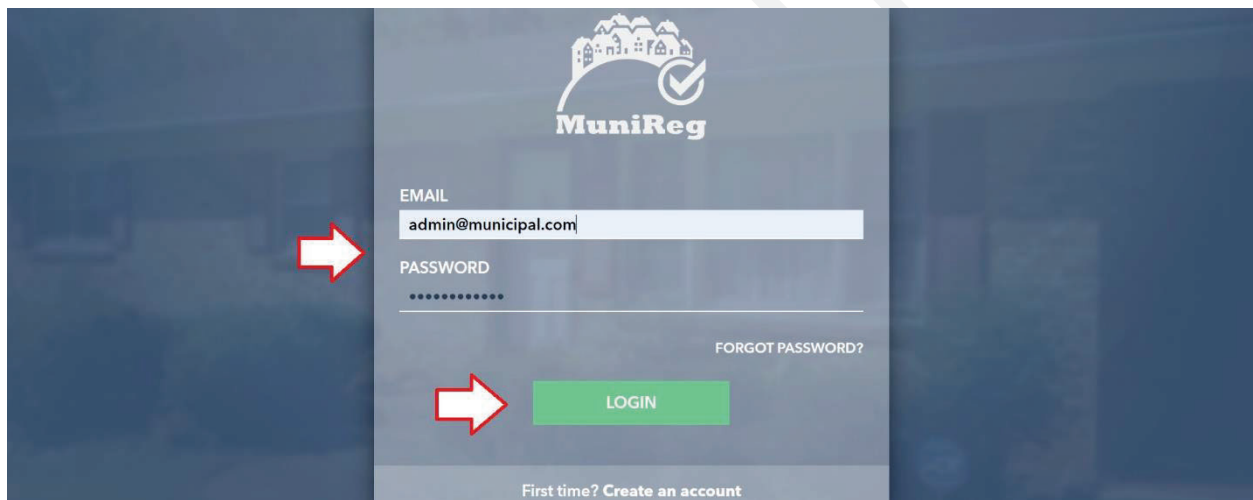 MuniReg
EMAIL
admin@municipal.com
PASSWORD
••••••••••••
FORGOT PASSWORD?
LOGIN
First time? Create an account